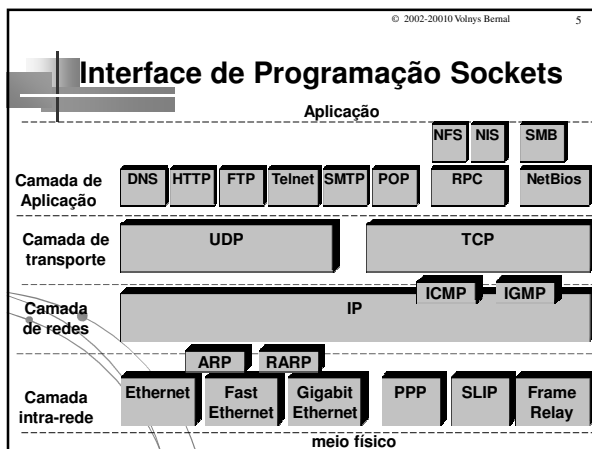 © 2002-20010 Volnys Bernal 5
Interface de Programação Sockets
Aplicação
NFS NIS SMB
Camada de Aplicação
DNS HTTP FTP Telnet SMTP POP RPC NetBios
Camada de transporte
UDP TCP
ICMP IGMP
Camada de redes
IP
ARP RARP
Camada intra-rede
Ethernet
Fast Ethernet
Gigabit Ethernet
PPP SLIP
Frame Relay
meio físico